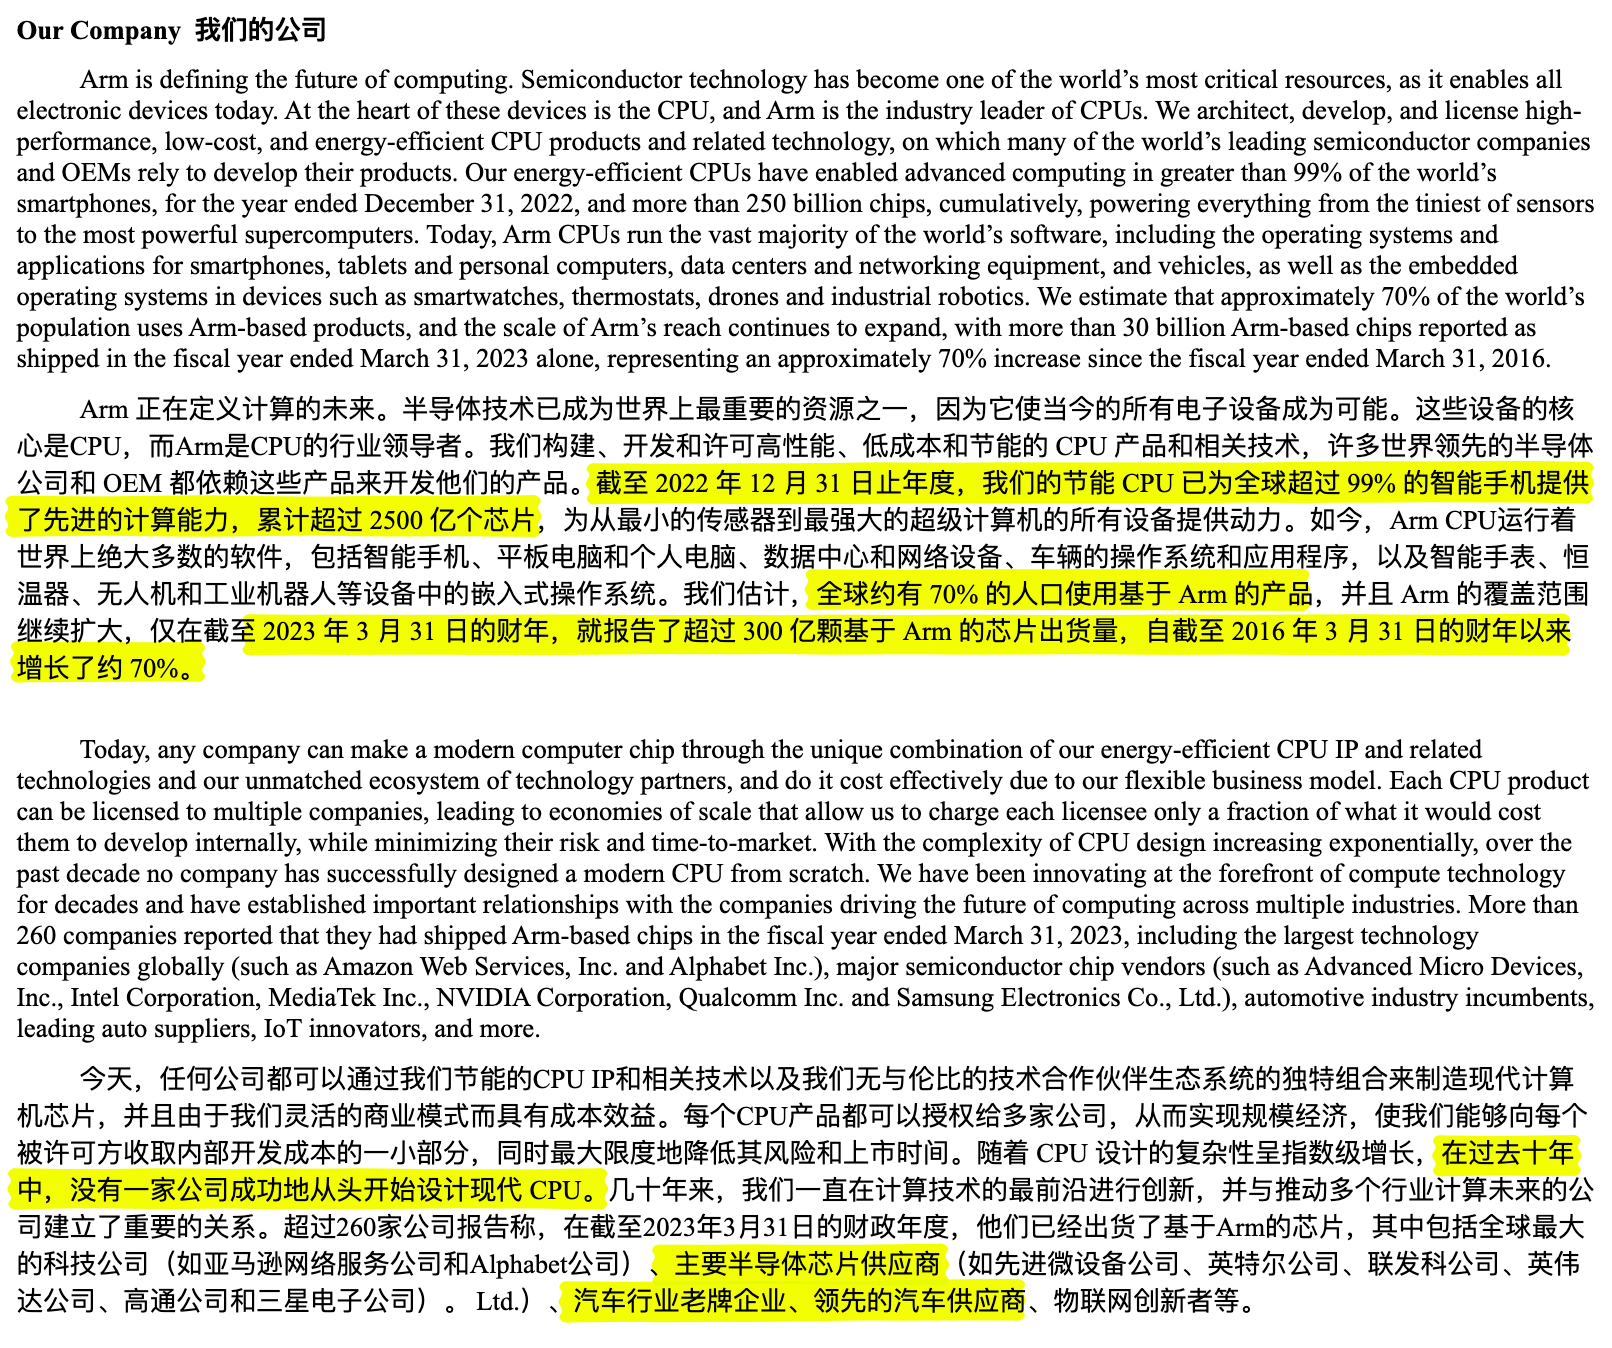 Our Company 我们的公司
Arm is defining the future of computing. Semiconductor technology has become one of the world’s most critical resources, as it enables all
electronic devices today. At the heart of these devices is the CPU, and Arm is the industry leader of CPUs. We architect, develop, and license high-
performance, low-cost, and energy-efficient CPU products and related technology, on which many of the world’s leading semiconductor companies
and OEMs rely to develop their products. Our energy-efficient CPUs have enabled advanced computing in greater than 99% of the world’s
smartphones, for the year ended December 31, 2022, and more than 250 billion chips, cumulatively, powering everything from the tiniest of sensors
to the most powerful supercomputers. Today, Arm CPUs run the vast majority of the world’s software, including the operating systems and
applications for smartphones, tablets and personal computers, data centers and networking equipment, and vehicles, as well as the embedded
operating systems in devices such as smartwatches, thermostats, drones and industrial robotics. We estimate that approximately 70% of the world’s
population uses Arm-based products, and the scale of Arm’s reach continues to expand, with more than 30 billion Arm-based chips reported as
shipped in the fiscal year ended March 31, 2023 alone, representing an approximately 70% increase since the fiscal year ended March 31, 2016.
Arm 正在定义计算的未来。半导体技术已成为世界上最重要的资源之一，因为它使当今的所有电子设备成为可能。这些设备的核
心是CPU，而Arm是CPU的行业领导者。我们构建、开发和许可高性能、低成本和节能的 CPU 产品和相关技术，许多世界领先的半导体
公司和 OEM 都依赖这些产品来开发他们的产品。截至 2022 年 12 月 31 日止年度，我们的节能 CPU 已为全球超过 99% 的智能手机提供
了先进的计算能力，累计超过 2500 亿个芯片，为从最小的传感器到最强大的超级计算机的所有设备提供动力。如今，Arm CPU运行着
世界上绝大多数的软件，包括智能手机、平板电脑和个人电脑、数据中心和网络设备、车辆的操作系统和应用程序，以及智能手表、恒
温器、无人机和工业机器人等设备中的嵌入式操作系统。我们估计，全球约有 70% 的人口使用基于 Arm 的产品，并且 Arm 的覆盖范围
继续扩大，仅在截至 2023 年 3 月 31 日的财年，就报告了超过 300 亿颗基于 Arm 的芯片出货量，自截至 2016 年 3 月 31 日的财年以来
增长了约 70%。
Today, any company can make a modern computer chip through the unique combination of our energy-efficient CPU IP and related
technologies and our unmatched ecosystem of technology partners, and do it cost effectively due to our flexible business model. Each CPU product
can be licensed to multiple companies, leading to economies of scale that allow us to charge each licensee only a fraction of what it would cost
them to develop internally, while minimizing their risk and time-to-market. With the complexity of CPU design increasing exponentially, over the
past decade no company has successfully designed a modern CPU from scratch. We have been innovating at the forefront of compute technology
for decades and have established important relationships with the companies driving the future of computing across multiple industries. More than
260 companies reported that they had shipped Arm-based chips in the fiscal year ended March 31, 2023, including the largest technology
companies globally (such as Amazon Web Services, Inc. and Alphabet Inc.), major semiconductor chip vendors (such as Advanced Micro Devices,
Inc., Intel Corporation, MediaTek Inc., NVIDIA Corporation, Qualcomm Inc. and Samsung Electronics Co., Ltd.), automotive industry incumbents,
leading auto suppliers, IoT innovators, and more.
今天，任何公司都可以通过我们节能的CPU IP和相关技术以及我们无与伦比的技术合作伙伴生态系统的独特组合来制造现代计算
机芯片，并且由于我们灵活的商业模式而具有成本效益。每个CPU产品都可以授权给多家公司，从而实现规模经济，使我们能够向每个
被许可方收取内部开发成本的一小部分，同时最大限度地降低其风险和上市时间。随着 CPU 设计的复杂性呈指数级增长，在过去十年
中，没有一家公司成功地从头开始设计现代 CPU。几十年来，我们一直在计算技术的最前沿进行创新，并与推动多个行业计算未来的公
司建立了重要的关系。超过260家公司报告称，在截至2023年3月31日的财政年度，他们已经出货了基于Arm的芯片，其中包括全球最大
的科技公司（如亚马逊网络服务公司和Alphabet公司）、主要半导体芯片供应商（如先进微设备公司、英特尔公司、联发科公司、英伟
达公司、高通公司和三星电子公司）。 Ltd.）、汽车行业老牌企业、领先的汽车供应商、物联网创新者等。